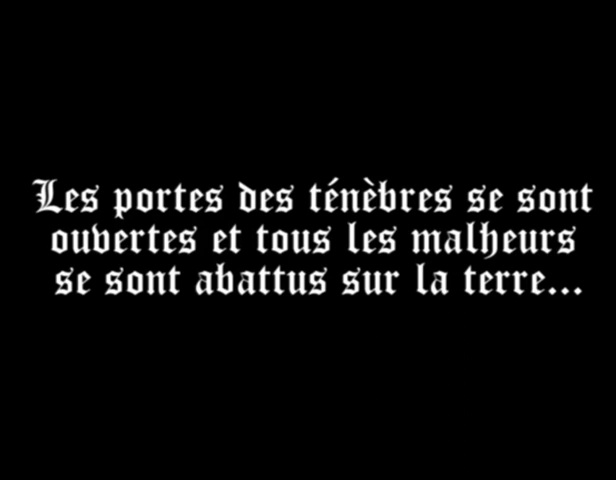 Les portes des ténèbres se sont
ouvertes et tous les malheurs
se sont abattus sur la terre...